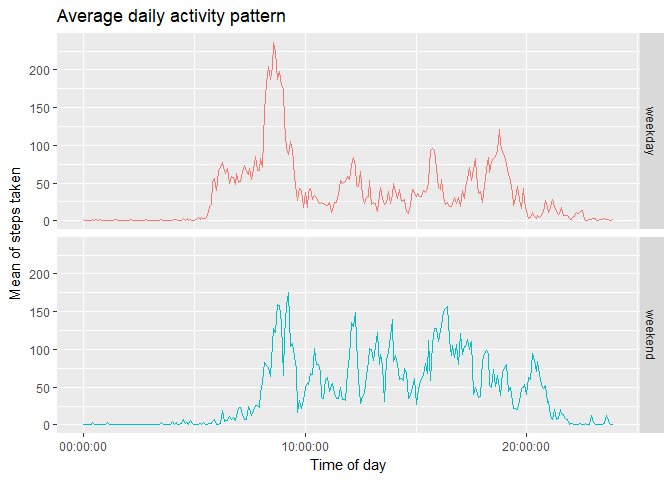 Average daily activity pattern
Mean of steps taken
200
150
100
50
0
weekday
200
150
100
50
0
weekend
00:00:00 10:00:00 20:00:00
Time of day